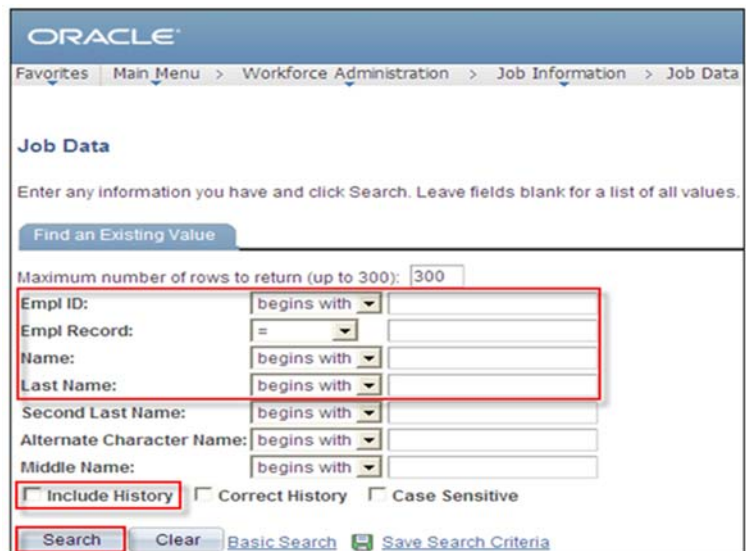 ORACLE
Favorites Main Menu > Workforce Administration > Job Information > Job Data
Job Data
Enter any information you have and click Search. Leave fields blank for a list of all values.
Find an Existing Value
Maximum number of rows to return (up to 300): 300
Empl ID: begins with
Empl Record: =
Name: begins with
Last Name: begins with
Second Last Name: begins with
Alternate Character Name: begins with
Middle Name: begins with
Include History Correct History Case Sensitive
Search Clear Basic Search Save Search Criteria